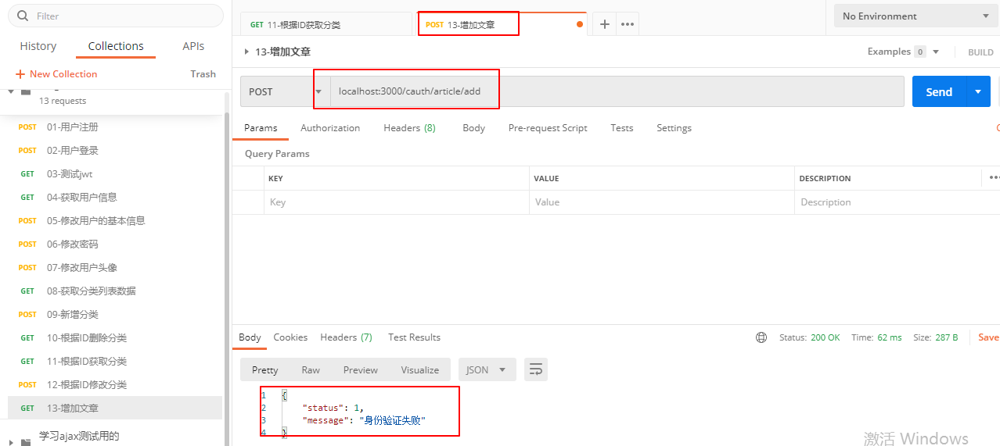 Filter
History Collections APIs
New Collection Trash
13 requests
POST 01-用户注册
POST 02-用户登录
GET 03-测试jwt
GET 04-获取用户信息
POST 05-修改用户的基本信息
POST 06-修改密码
POST 07-修改用户头像
GET 08-获取分类列表数据
POST 09-新增分类
GET 10-根据ID删除分类
GET 11-根据ID获取分类
POST 12-根据ID修改分类
GET 13-增加文章
学习ajax测试用的
GET 11-根据ID获取分类 POST 13-增加文章
No Environment
13-增加文章 Examples 0 BUILD
POST localhost:3000/cauth/article/add Send
Params Authorization Headers (8) Body Pre-request Script Tests Settings
Query Params
KEY VALUE DESCRIPTION
Key Value Description
Body Cookies Headers (7) Test Results Status: 200 OK Time: 62 ms Size: 287 B Save
Pretty Raw Preview Visualize JSON
1 {
2 "status": 1,
3 "message": "身份验证失败"
4 }
激活 Windows